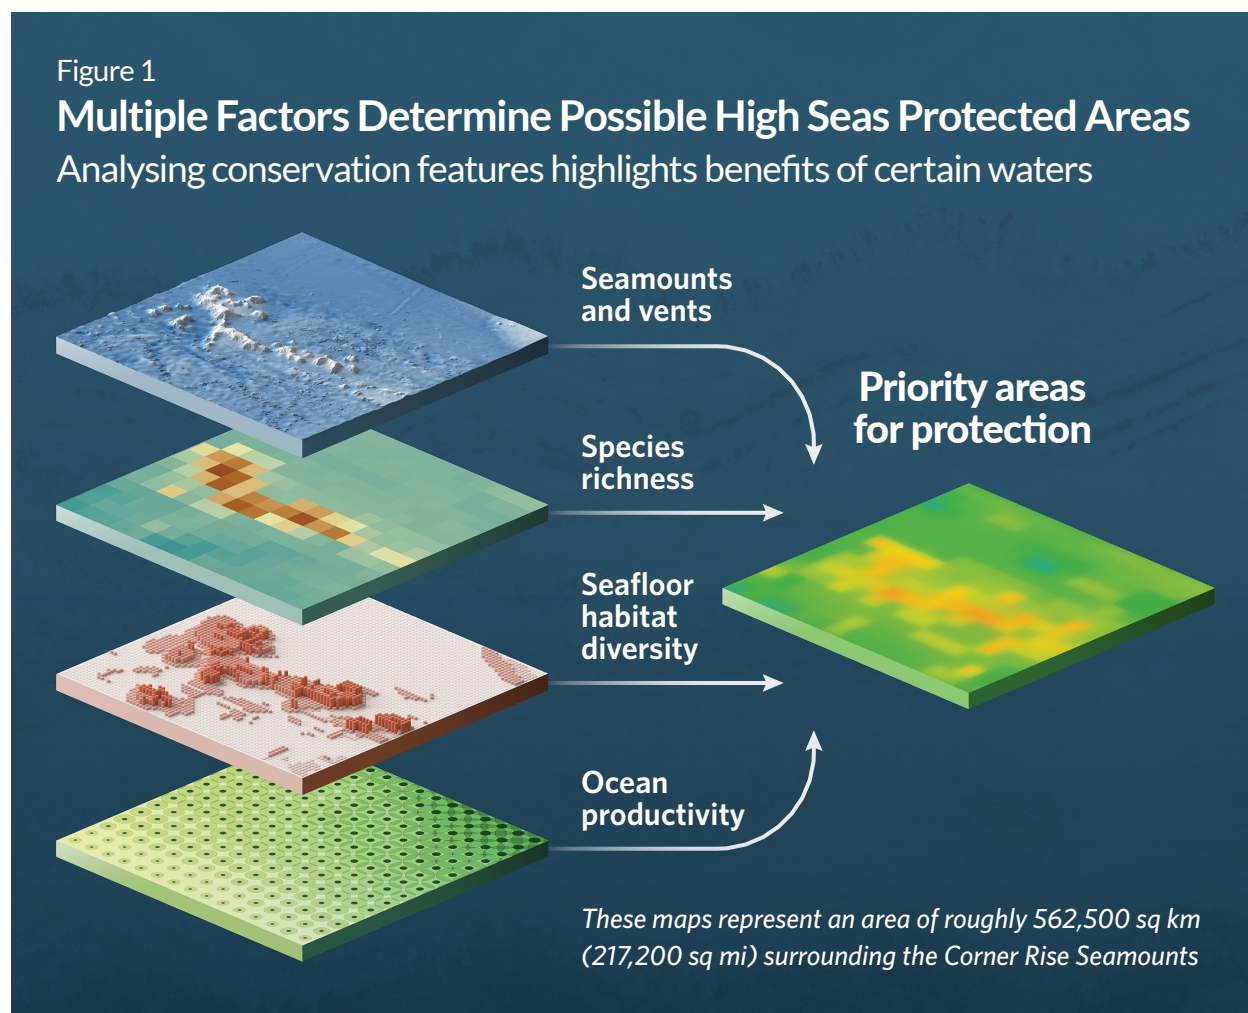 Figure 1
Multiple Factors Determine Possible High Seas Protected Areas
Analysing conservation features highlights benefits of certain waters
Seamounts
and vents
Species
richness
Seafloor
habitat
diversity
Ocean
productivity
Priority areas
for protection
These maps represent an area of roughly 562,500 sq km
(217,200 sq mi) surrounding the Corner Rise Seamounts